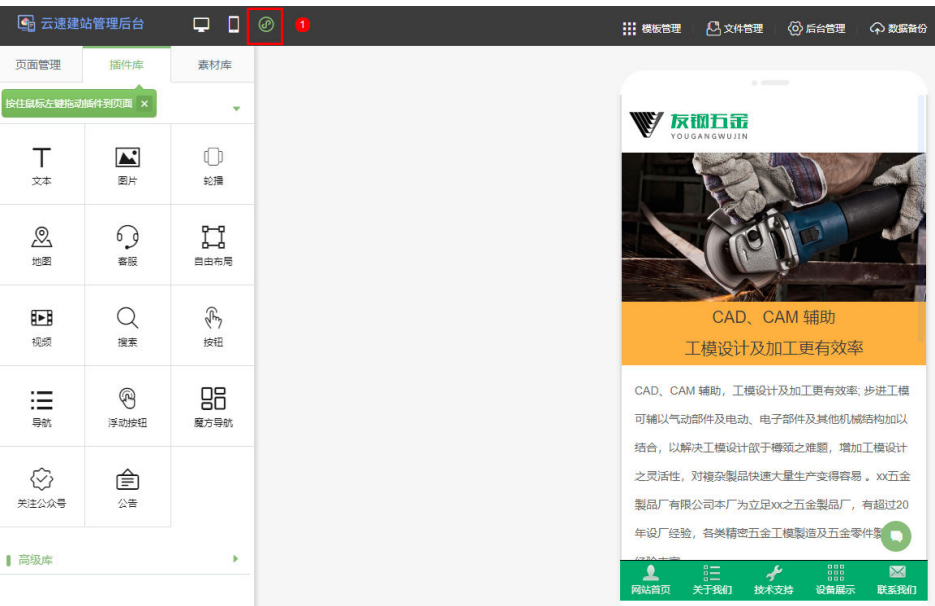 云速建站管理后台
1
模板管理
文件管理
后台管理
数据备份
页面管理
插件库
素材库
按住鼠标左键拖动插件到页面 ×
文本
图片
轮播
地图
客服
自由布局
视频
搜索
按钮
导航
浮动按钮
魔方导航
关注公众号
公告
高级库
友钢五金
YOUGANGWUJIN
CAD、CAM 辅助
工模设计及加工更有效率
CAD、CAM 辅助，工模设计及加工更有效率; 步进工模
可辅以气动部件及电动、电子部件及其他机械结构加以
结合，以解决工模设计欲于樽颈之难题，增加工模设计
之灵活性，对複杂製品快速大量生产变得容易 。xx五金
製品厂有限公司本厂为立足xx之五金製品厂，有超过20
年设厂经验，各类精密五金工模製造及五金零件製
网站首页
关于我们
技术支持
设备展示
联系我们